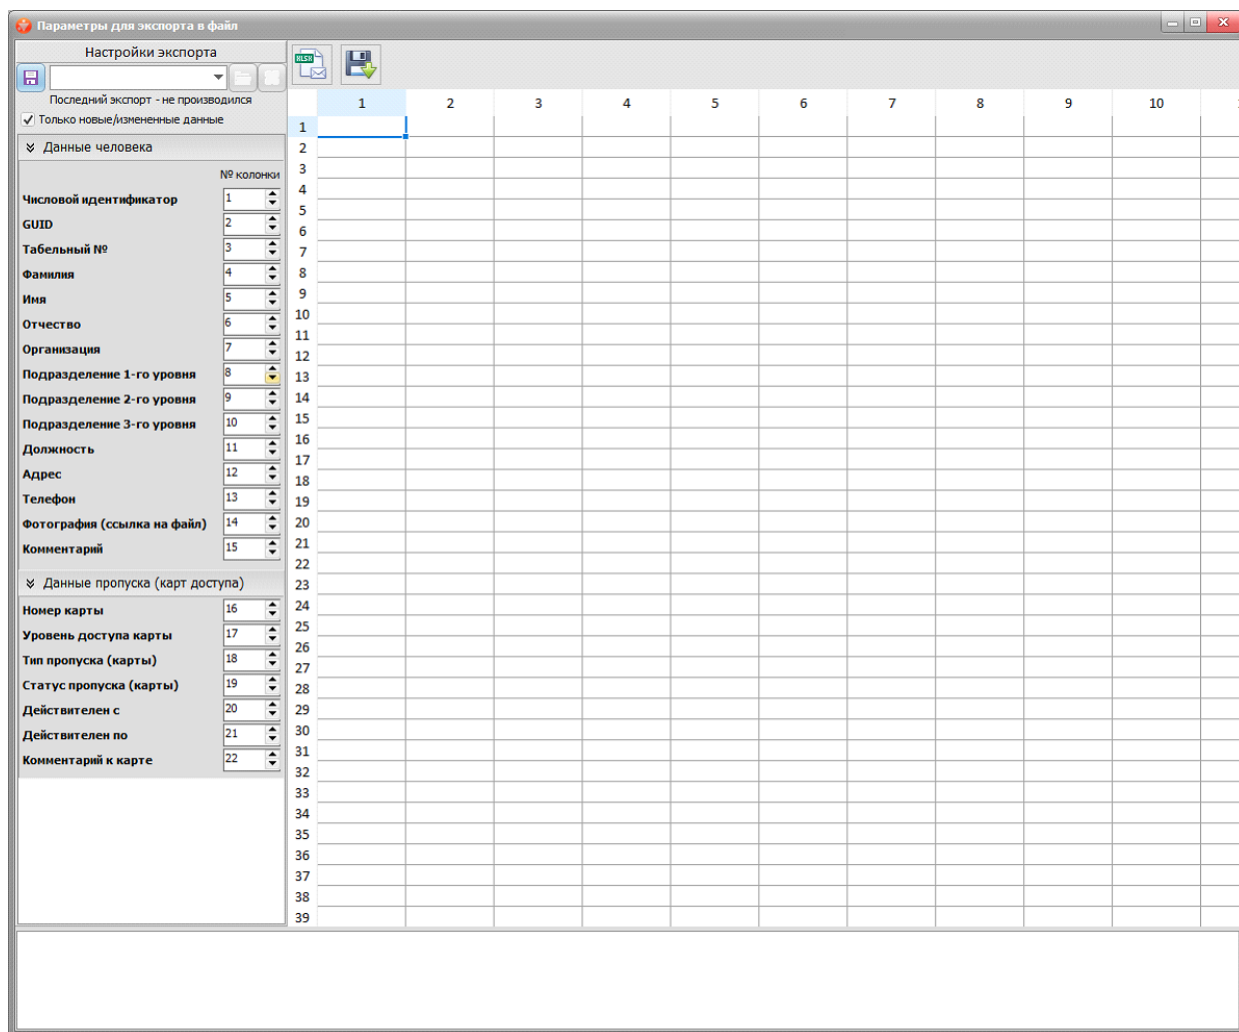 Параметры для экспорта в файл
Настройки экспорта
Последний экспорт - не производился
Только новые/измененные данные
Данные человека
№ колонки
Числовой идентификатор 1
GUID 2
Табельный № 3
Фамилия 4
Имя 5
Отчество 6
Организация 7
Подразделение 1-го уровня 8
Подразделение 2-го уровня 9
Подразделение 3-го уровня 10
Должность 11
Адрес 12
Телефон 13
Фотография (ссылка на файл) 14
Комментарий 15
Данные пропуска (карт доступа)
Номер карты 16
Уровень доступа карты 17
Тип пропуска (карты) 18
Статус пропуска (карты) 19
Действителен с 20
Действителен по 21
Комментарий к карте 22
XLSX
1 2 3 4 5 6 7 8 9 10
1
2
3
4
5
6
7
8
9
10
11
12
13
14
15
16
17
18
19
20
21
22
23
24
25
26
27
28
29
30
31
32
33
34
35
36
37
38
39